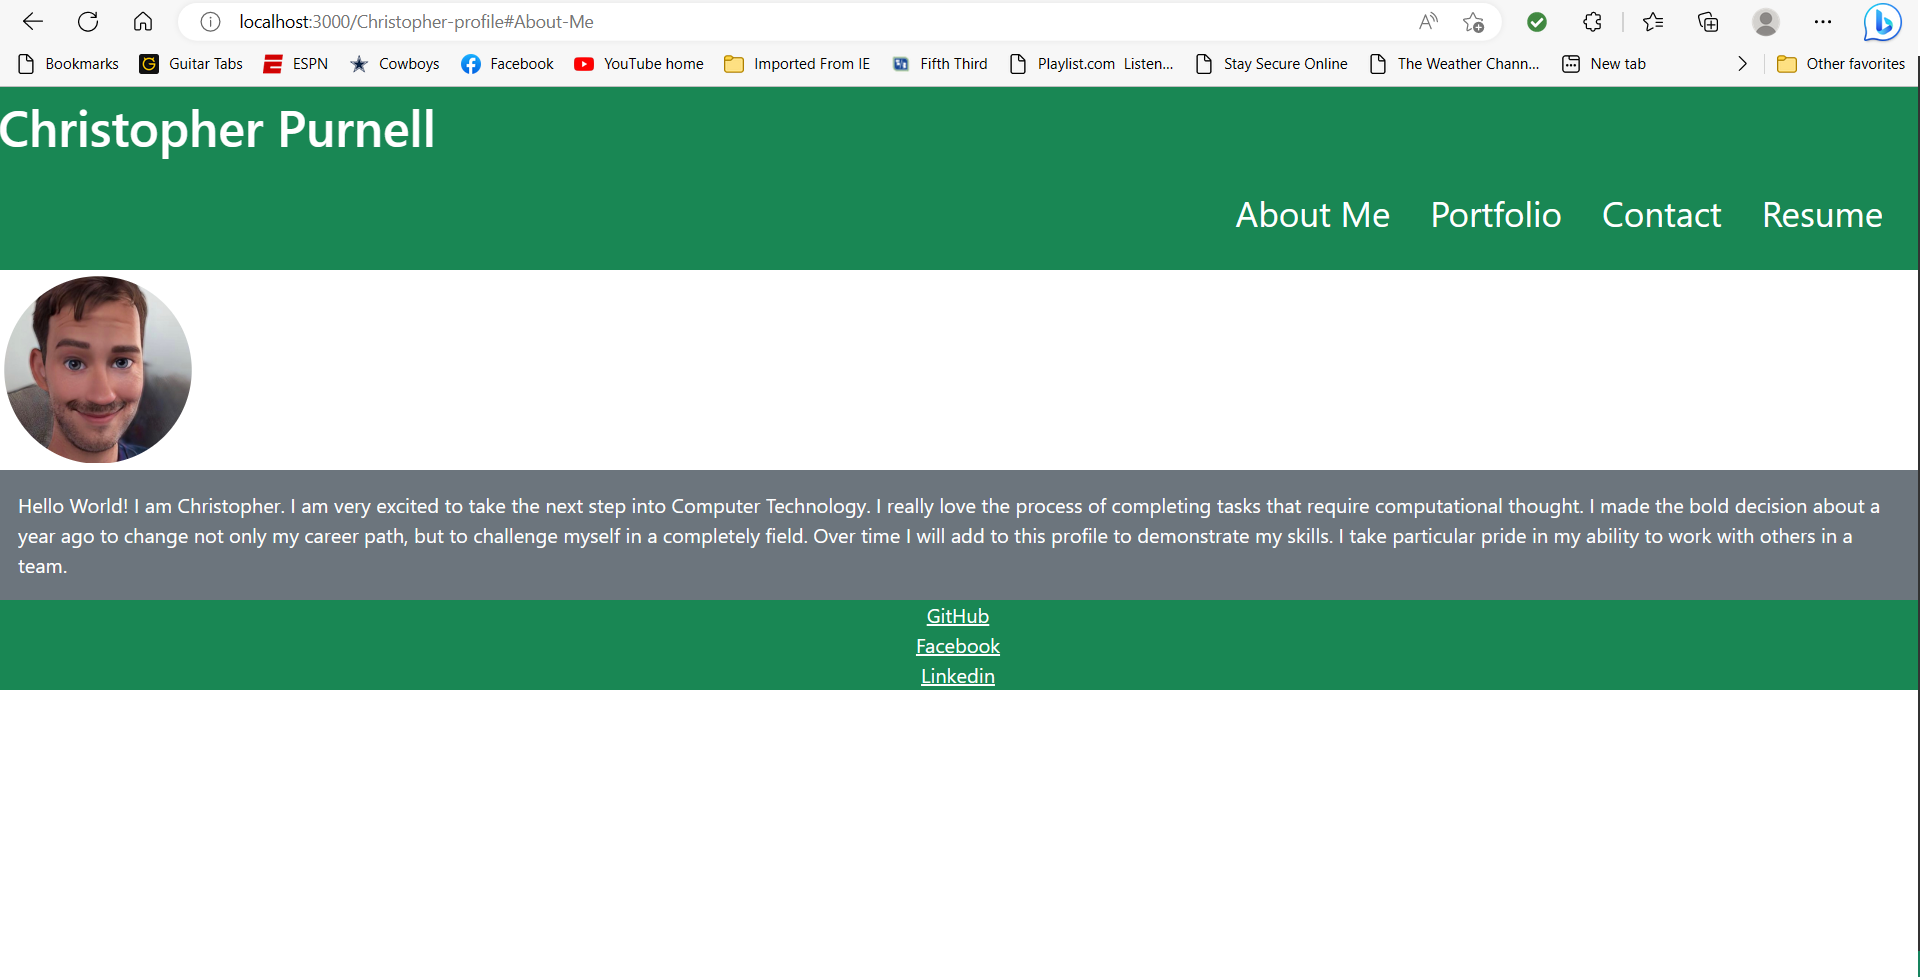 localhost:3000/Christopher-profile#About-Me
Bookmarks Guitar Tabs ESPN Cowboys Facebook YouTube home Imported From IE Fifth Third Playlist.com Listen... Stay Secure Online The Weather Chann... New tab Other favorites
Christopher Purnell
About Me Portfolio Contact Resume
Hello World! I am Christopher. I am very excited to take the next step into Computer Technology. I really love the process of completing tasks that require computational thought. I made the bold decision about a
year ago to change not only my career path, but to challenge myself in a completely field. Over time I will add to this profile to demonstrate my skills. I take particular pride in my ability to work with others in a
team.
GitHub
Facebook
Linkedin